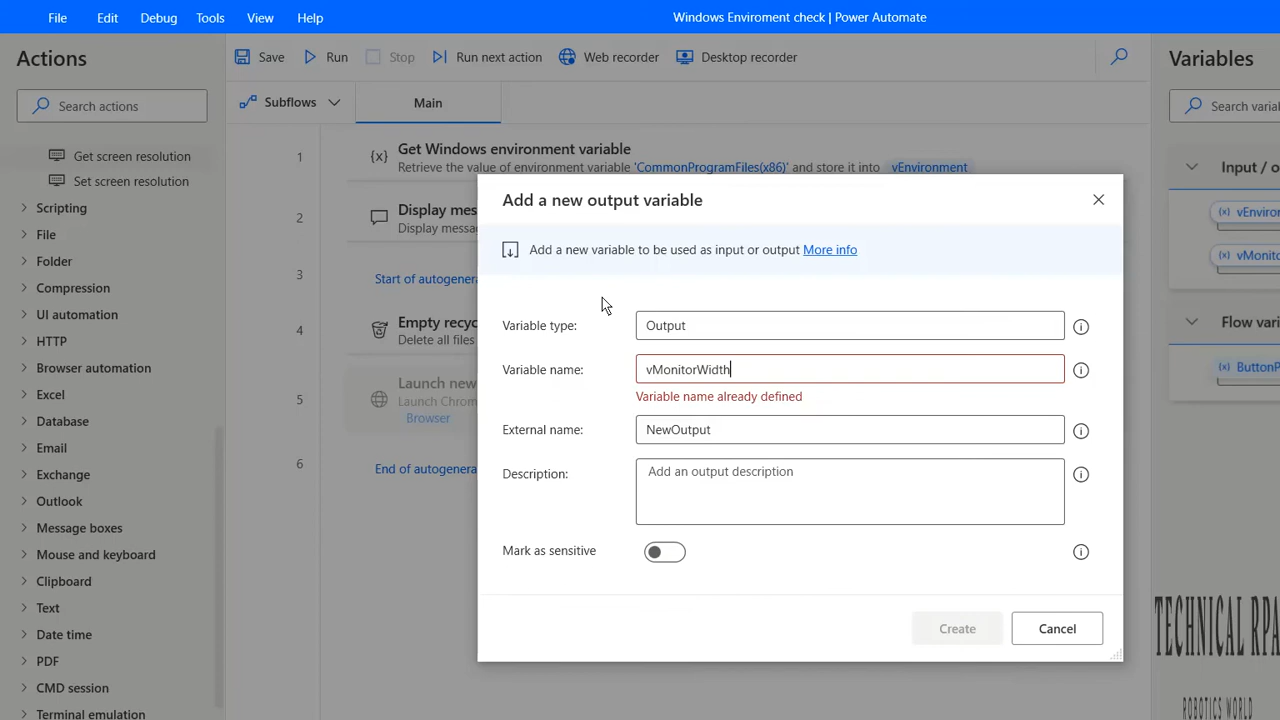 File Edit Debug Tools View Help Windows Enviroment check | Power Automate
Actions
Save Run Stop Run next action Web recorder Desktop recorder
Variables
Search actions
Subflows
Main
Search variab
Get screen resolution
Set screen resolution
Scripting
File
Folder
Compression
UI automation
HTTP
Browser automation
Excel
Database
Email
Exchange
Outlook
Message boxes
Mouse and keyboard
Clipboard
Text
Date time
PDF
CMD session
Terminal emulation
1
{x} Get Windows environment variable
Retrieve the value of environment variable 'CommonProgramFiles(x86)' and store it into vEnvironment
2
Display mes
Display messa
3
Start of autogenera
4
Empty recyc
Delete all files
5
Launch new
Launch Chrom
Browser
6
End of autogenera
Add a new output variable
Add a new variable to be used as input or output More info
Variable type: Output
Variable name: vMonitorWidth
Variable name already defined
External name: NewOutput
Description: Add an output description
Mark as sensitive
Create Cancel
Input / o
{x} vEnviron
{x} vMonito
Flow vari
{x} ButtonP
TECHNICAL RPA
ROBOTICS WORLD